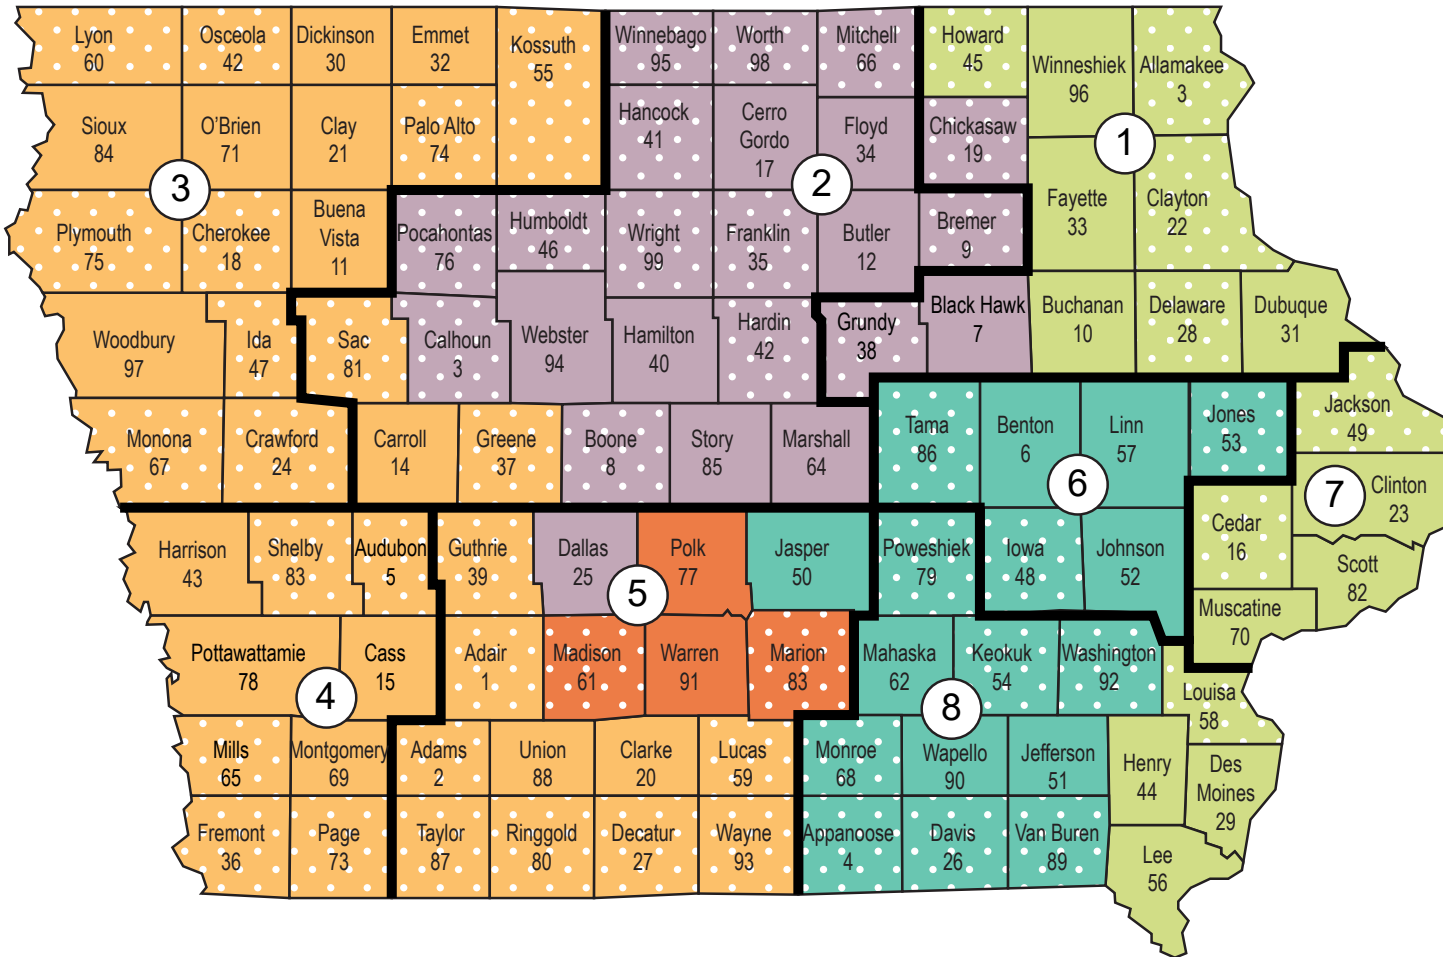 Lyon
60
Osceola
42
Dickinson
30
Emmet
32
Kossuth
55
Winnebago
95
Worth
98
Mitchell
66
Howard
45
Winneshiek
96
Allamakee
3
Sioux
84
O'Brien
71
Clay
21
Palo Alto
74
Hancock
41
Cerro
Gordo
17
Floyd
34
Chickasaw
19
1
3
2
Plymouth
75
Cherokee
18
Buena
Vista
11
Pocahontas
76
Humboldt
46
Wright
99
Franklin
35
Butler
12
Bremer
9
Fayette
33
Clayton
22
Woodbury
97
Ida
47
Sac
81
Calhoun
3
Webster
94
Hamilton
40
Hardin
42
Grundy
38
Black Hawk
7
Buchanan
10
Delaware
28
Dubuque
31
Monona
67
Crawford
24
Carroll
14
Greene
37
Boone
8
Story
85
Marshall
64
Tama
86
Benton
6
Linn
57
Jones
53
Jackson
49
6
7
Clinton
23
Harrison
43
Shelby
83
Audubon
5
Guthrie
39
Dallas
25
Polk
77
Jasper
50
Poweshiek
79
Iowa
48
Johnson
52
Cedar
16
Scott
82
Muscatine
70
5
Pottawattamie
78
Cass
15
Adair
1
Madison
61
Warren
91
Marion
83
Mahaska
62
Keokuk
54
Washington
92
Louisa
58
4
8
Mills
65
Montgomery
69
Adams
2
Union
88
Clarke
20
Lucas
59
Monroe
68
Wapello
90
Jefferson
51
Henry
44
Des
Moines
29
Fremont
36
Page
73
Taylor
87
Ringgold
80
Decatur
27
Wayne
93
Appanoose
4
Davis
26
Van Buren
89
Lee
56